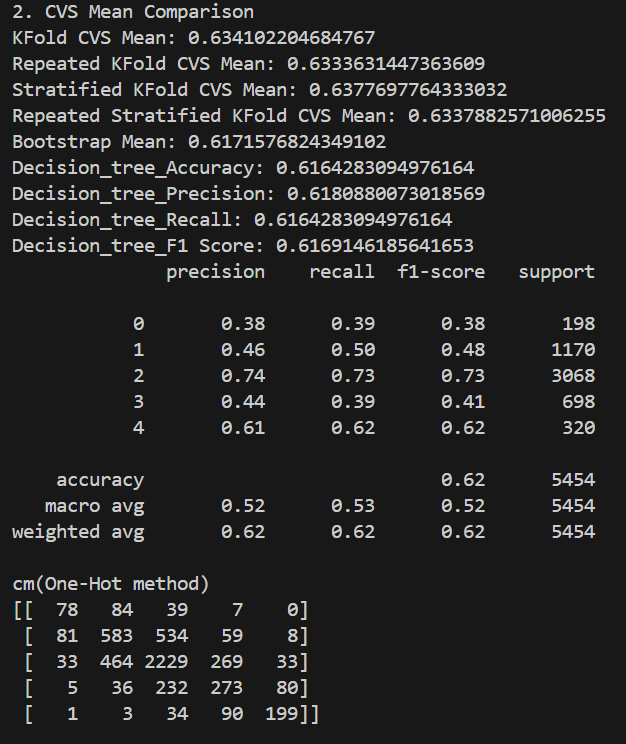 2. CVS Mean Comparison
KFold CVS Mean: 0.634102204684767
Repeated KFold CVS Mean: 0.6333631447363609
Stratified KFold CVS Mean: 0.6377697764333032
Repeated Stratified KFold CVS Mean: 0.6337882571006255
Bootstrap Mean: 0.6171576824349102
Decision_tree_Accuracy: 0.6164283094976164
Decision_tree_Precision: 0.6180880073018569
Decision_tree_Recall: 0.6164283094976164
Decision_tree_F1 Score: 0.6169146185641653
precision recall f1-score support
0 0.38 0.39 0.38 198
1 0.46 0.50 0.48 1170
2 0.74 0.73 0.73 3068
3 0.44 0.39 0.41 698
4 0.61 0.62 0.62 320
accuracy 0.62 5454
macro avg 0.52 0.53 0.52 5454
weighted avg 0.62 0.62 0.62 5454
cm(One-Hot method)
[[ 78 84 39 7 0]
[ 81 583 534 59 8]
[ 33 464 2229 269 33]
[ 5 36 232 273 80]
[ 1 3 34 90 199]]